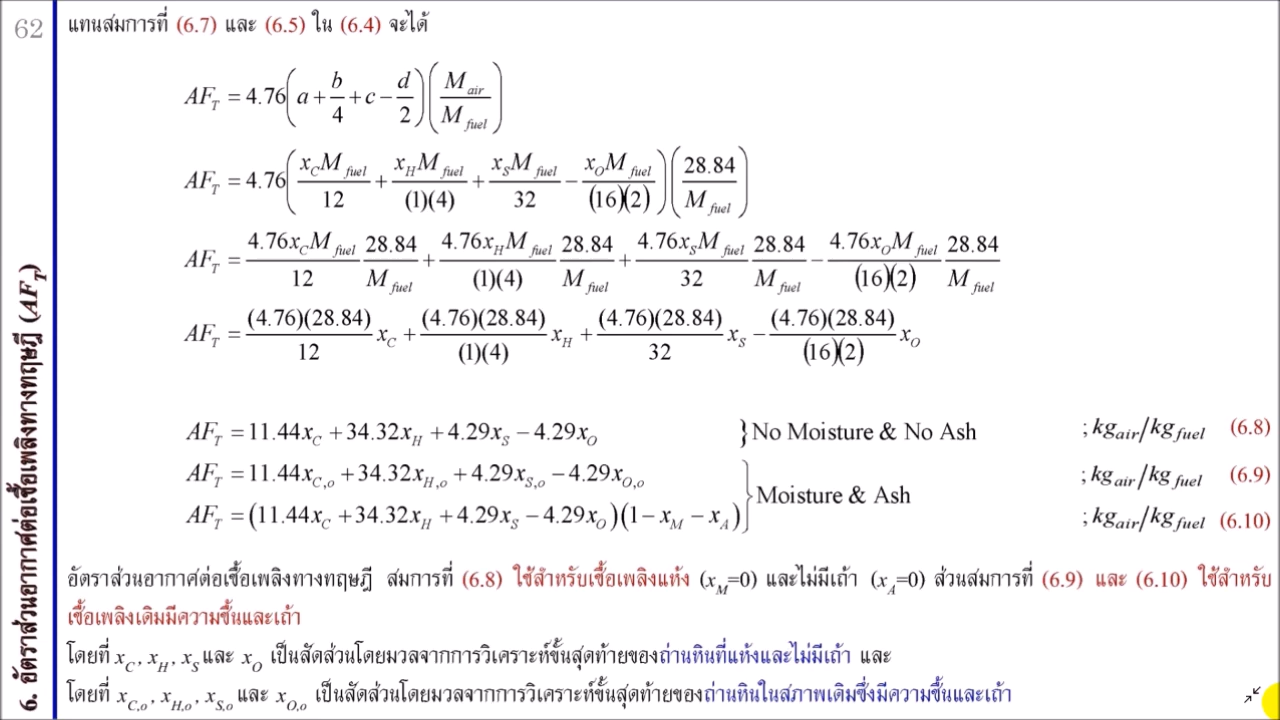 62
แทนสมการที่ (6.7) และ (6.5) ใน (6.4) จะได้
AF_T = 4.76(a + b/4 + c − d/2)(M_air/M_fuel)
AF_T = 4.76(x_C M_fuel/12 + x_H M_fuel/(1)(4) + x_S M_fuel/32 − x_O M_fuel/(16)(2))(28.84/M_fuel)
AF_T = 4.76x_C M_fuel/12 28.84/M_fuel + 4.76x_H M_fuel/(1)(4) 28.84/M_fuel + 4.76x_S M_fuel/32 28.84/M_fuel − 4.76x_O M_fuel/(16)(2) 28.84/M_fuel
AF_T = (4.76)(28.84)/12 x_C + (4.76)(28.84)/(1)(4) x_H + (4.76)(28.84)/32 x_S − (4.76)(28.84)/(16)(2) x_O
AF_T = 11.44x_C + 34.32x_H + 4.29x_S − 4.29x_O }No Moisture & No Ash ; kg_air/kg_fuel (6.8)
AF_T = 11.44x_C,o + 34.32x_H,o + 4.29x_S,o − 4.29x_O,o ; kg_air/kg_fuel (6.9)
} Moisture & Ash
AF_T = (11.44x_C + 34.32x_H + 4.29x_S − 4.29x_O)(1 − x_M − x_A) ; kg_air/kg_fuel (6.10)
อัตราส่วนอากาศต่อเชื้อเพลิงทางทฤษฎี สมการที่ (6.8) ใช้สำหรับเชื้อเพลิงแห้ง (x_M=0) และไม่มีเถ้า (x_A=0) ส่วนสมการที่ (6.9) และ (6.10) ใช้สำหรับ
เชื้อเพลิงเดิมมีความชื้นและเถ้า
โดยที่ x_C, x_H, x_S และ x_O เป็นสัดส่วนโดยมวลจากการวิเคราะห์ขั้นสุดท้ายของถ่านหินที่แห้งและไม่มีเถ้า และ
โดยที่ x_C,o, x_H,o, x_S,o และ x_O,o เป็นสัดส่วนโดยมวลจากการวิเคราะห์ขั้นสุดท้ายของถ่านหินในสภาพเดิมซึ่งมีความชื้นและเถ้า
6. อัตราส่วนอากาศต่อเชื้อเพลิงทางทฤษฎี (AF_T)